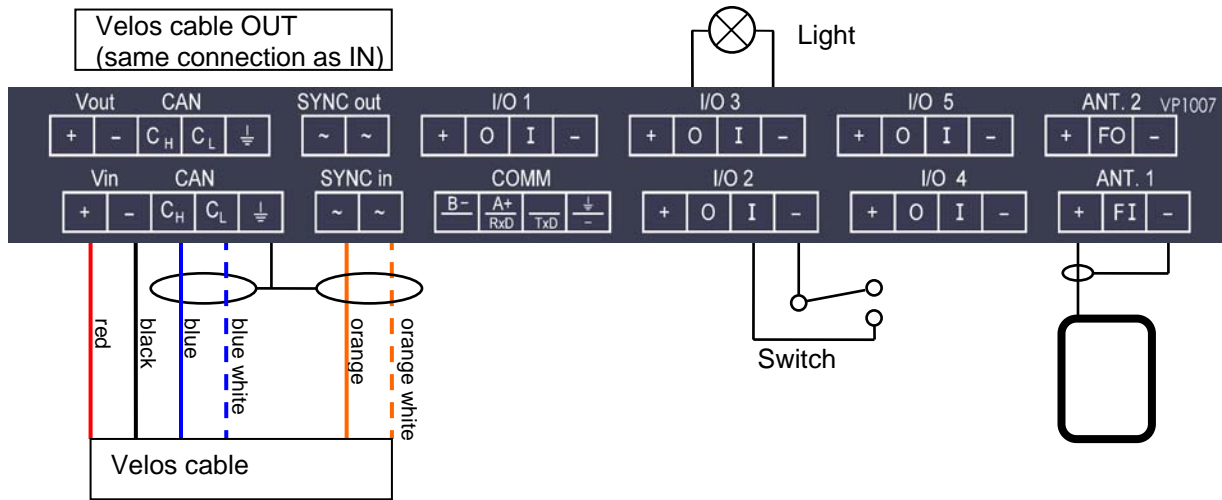 Velos cable OUT
(same connection as IN)
Light
Vout CAN SYNC out I/O 1 I/O 3 I/O 5 ANT. 2 VP1007
+ - CH CL ⏚ ~ ~ + O I - + O I - + O I - + FO -
Vin CAN SYNC in COMM I/O 2 I/O 4 ANT. 1
+ - CH CL ⏚ ~ ~ B- A+ RxD TxD ⏚ - + O I - + O I - + FI -
red
black
blue
blue white
orange
orange white
Switch
Velos cable